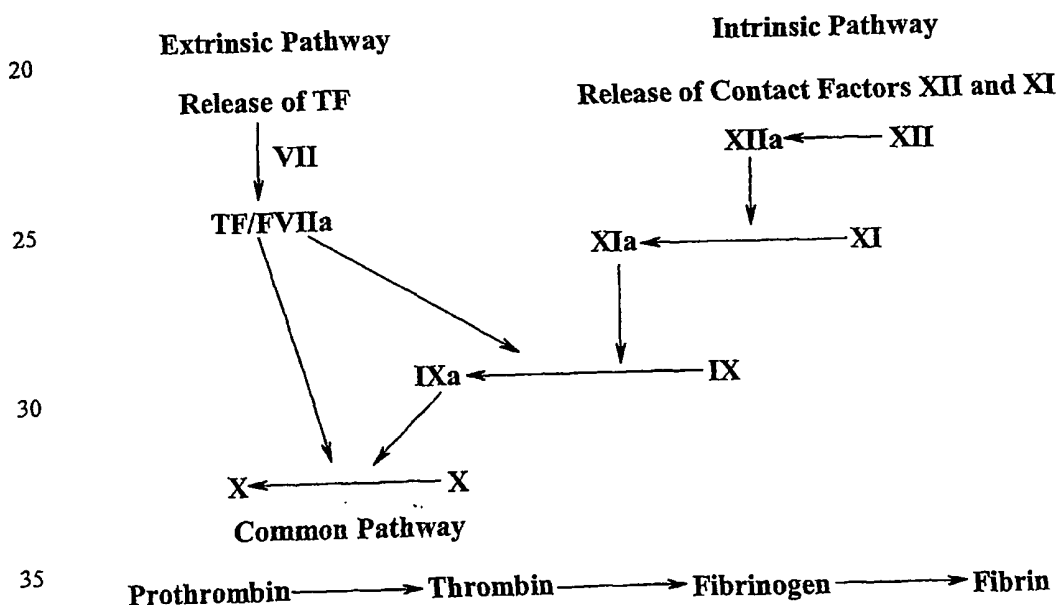 Extrinsic Pathway Intrinsic Pathway
20
Release of TF Release of Contact Factors XII and XI
XIIa XII
VII
25 TF/FVIIa XIa XI
IXa IX
30
X X
Common Pathway
35 Prothrombin Thrombin Fibrinogen Fibrin